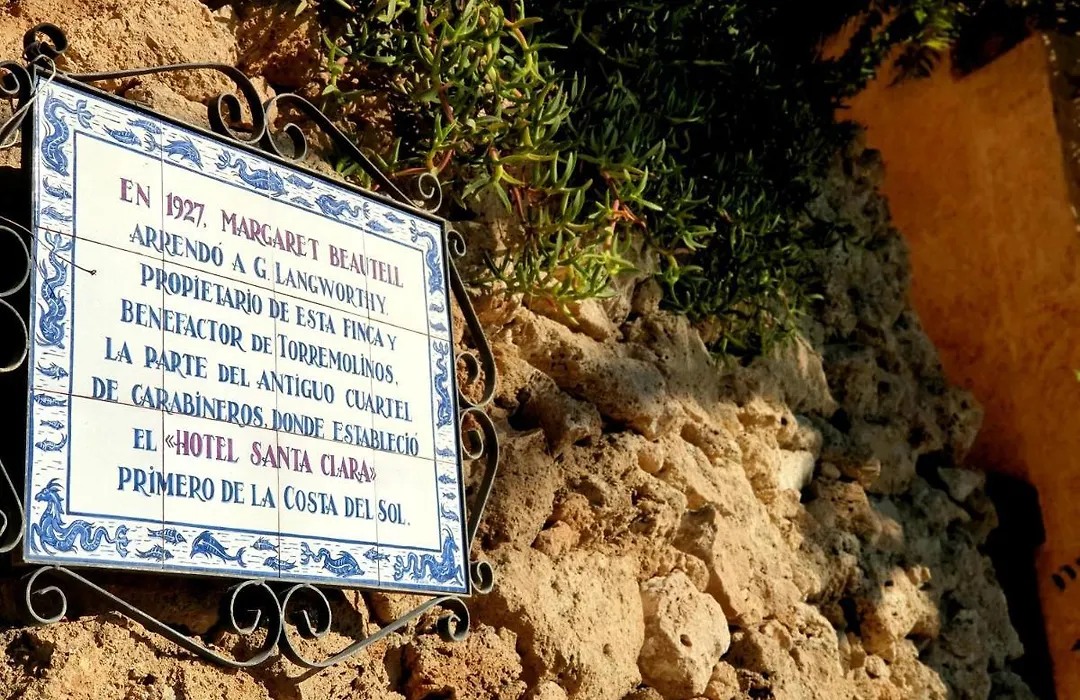 EN 1927, MARGARET BEAUTELL
ARRENDÓ A G. LANGWORTHY,
PROPIETARIO DE ESTA FINCA Y
BENEFACTOR DE TORREMOLINOS,
LA PARTE DEL ANTIGUO CUARTEL
DE CARABINEROS, DONDE ESTABLECIÓ
EL «HOTEL SANTA CLARA»
PRIMERO DE LA COSTA DEL SOL.